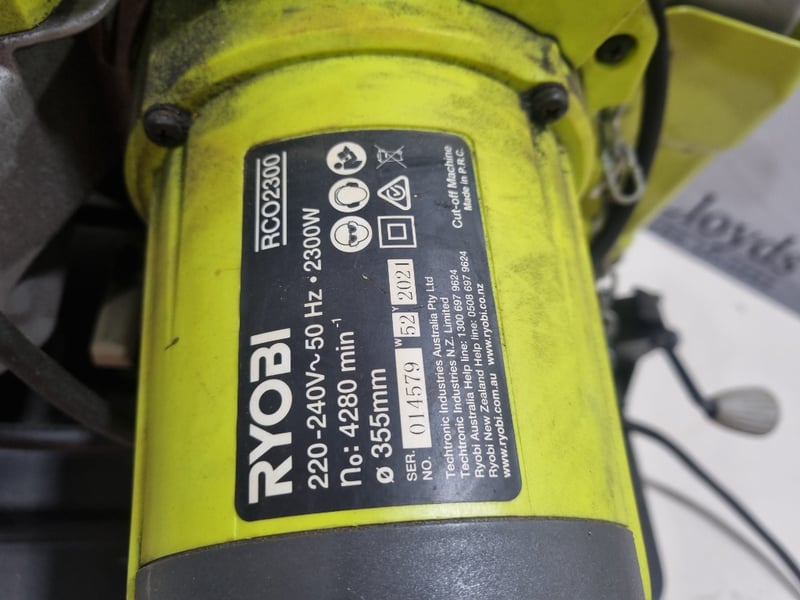 RYOBI
RCO2300
220-240V~50 Hz • 2300W
no: 4280 min-1
ø 355mm
SER. NO. 014579 W 52 Y 2021
Techtronic Industries Australia Pty Ltd
Techtronic Industries N.Z. Limited
Ryobi Australia Help line: 1300 697 9624
Ryobi New Zealand Help line: 0508 697 9624
www.ryobi.com.au www.ryobi.co.nz
Cut-off Machine
Made in P.R.C.